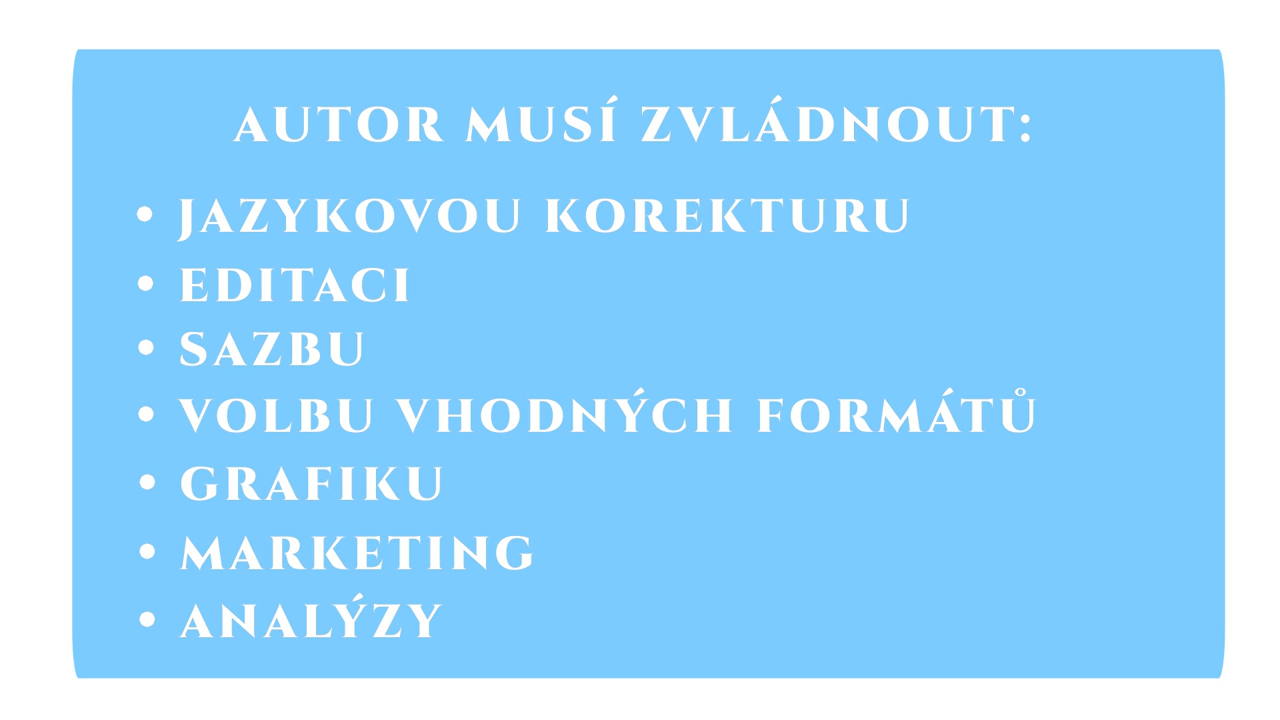 AUTOR MUSÍ ZVLÁDNOUT:
• JAZYKOVOU KOREKTURU
• EDITACI
• SAZBU
• VOLBU VHODNÝCH FORMÁTŮ
• GRAFIKU
• MARKETING
• ANALÝZY